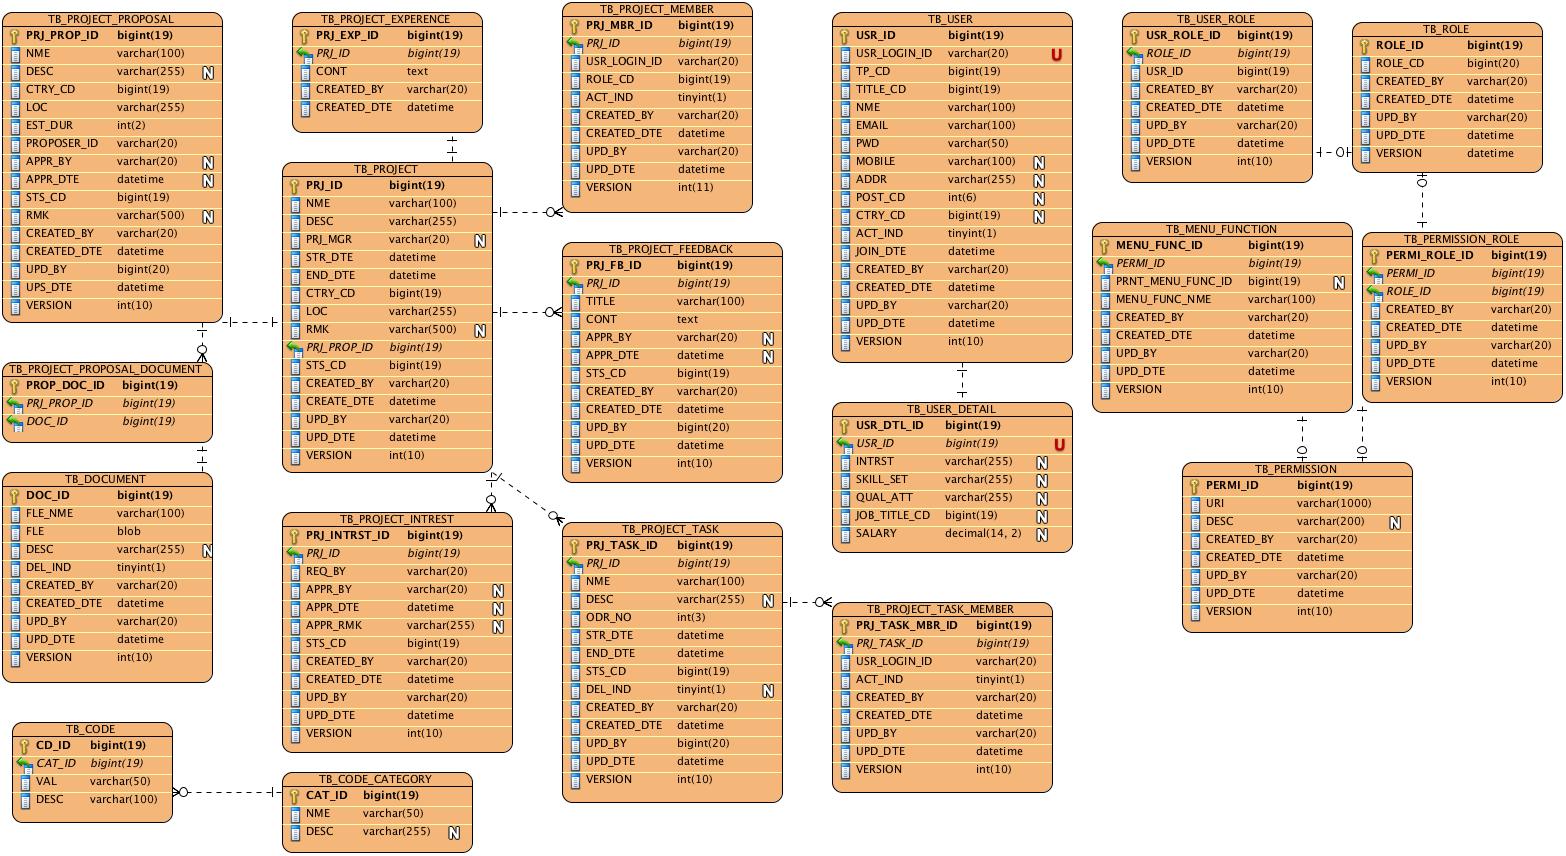 TB_PROJECT_PROPOSAL
PRJ_PROP_ID bigint(19)
NME varchar(100)
DESC varchar(255) N
CTRY_CD bigint(19)
LOC varchar(255)
EST_DUR int(2)
PROPOSER_ID varchar(20)
APPR_BY varchar(20) N
APPR_DTE datetime N
STS_CD bigint(19)
RMK varchar(500) N
CREATED_BY varchar(20)
CREATED_DTE datetime
UPD_BY bigint(20)
UPS_DTE datetime
VERSION int(10)
TB_PROJECT_PROPOSAL_DOCUMENT
PROP_DOC_ID bigint(19)
PRJ_PROP_ID bigint(19)
DOC_ID bigint(19)
TB_DOCUMENT
DOC_ID bigint(19)
FLE_NME varchar(100)
FLE blob
DESC varchar(255) N
DEL_IND tinyint(1)
CREATED_BY varchar(20)
CREATED_DTE datetime
UPD_BY varchar(20)
UPD_DTE datetime
VERSION int(10)
TB_CODE
CD_ID bigint(19)
CAT_ID bigint(19)
VAL varchar(50)
DESC varchar(100)
TB_PROJECT_EXPERENCE
PRJ_EXP_ID bigint(19)
PRJ_ID bigint(19)
CONT text
CREATED_BY varchar(20)
CREATED_DTE datetime
TB_PROJECT
PRJ_ID bigint(19)
NME varchar(100)
DESC varchar(255)
PRJ_MGR varchar(20) N
STR_DTE datetime
END_DTE datetime
CTRY_CD bigint(19)
LOC varchar(255)
RMK varchar(500) N
PRJ_PROP_ID bigint(19)
STS_CD bigint(19)
CREATED_BY varchar(20)
CREATE_DTE datetime
UPD_BY varchar(20)
UPD_DTE datetime
VERSION int(10)
TB_PROJECT_INTREST
PRJ_INTRST_ID bigint(19)
PRJ_ID bigint(19)
REQ_BY varchar(20)
APPR_BY varchar(20) N
APPR_DTE datetime N
APPR_RMK varchar(255) N
STS_CD bigint(19)
CREATED_BY varchar(20)
CREATED_DTE datetime
UPD_BY varchar(20)
UPD_DTE datetime
VERSION int(10)
TB_CODE_CATEGORY
CAT_ID bigint(19)
NME varchar(50)
DESC varchar(255) N
TB_PROJECT_MEMBER
PRJ_MBR_ID bigint(19)
PRJ_ID bigint(19)
USR_LOGIN_ID varchar(20)
ROLE_CD bigint(19)
ACT_IND tinyint(1)
CREATED_BY varchar(20)
CREATED_DTE datetime
UPD_BY varchar(20)
UPD_DTE datetime
VERSION int(11)
TB_PROJECT_FEEDBACK
PRJ_FB_ID bigint(19)
PRJ_ID bigint(19)
TITLE varchar(100)
CONT text
APPR_BY varchar(20) N
APPR_DTE datetime N
STS_CD bigint(19)
CREATED_BY varchar(20)
CREATED_DTE datetime
UPD_BY bigint(20)
UPD_DTE datetime
VERSION int(10)
TB_PROJECT_TASK
PRJ_TASK_ID bigint(19)
PRJ_ID bigint(19)
NME varchar(100)
DESC varchar(255) N
ODR_NO int(3)
STR_DTE datetime
END_DTE datetime
STS_CD bigint(19)
DEL_IND tinyint(1) N
CREATED_BY varchar(20)
CREATED_DTE datetime
UPD_BY bigint(20)
UPD_DTE datetime
VERSION int(10)
TB_USER
USR_ID bigint(19)
USR_LOGIN_ID varchar(20) U
TP_CD bigint(19)
TITLE_CD bigint(19)
NME varchar(100)
EMAIL varchar(100)
PWD varchar(50)
MOBILE varchar(100) N
ADDR varchar(255) N
POST_CD int(6) N
CTRY_CD bigint(19) N
ACT_IND tinyint(1)
JOIN_DTE datetime
CREATED_BY varchar(20)
CREATED_DTE datetime
UPD_BY varchar(20)
UPD_DTE datetime
VERSION int(10)
TB_USER_DETAIL
USR_DTL_ID bigint(19)
USR_ID bigint(19) U
INTRST varchar(255) N
SKILL_SET varchar(255) N
QUAL_ATT varchar(255) N
JOB_TITLE_CD bigint(19) N
SALARY decimal(14, 2) N
TB_PROJECT_TASK_MEMBER
PRJ_TASK_MBR_ID bigint(19)
PRJ_TASK_ID bigint(19)
USR_LOGIN_ID varchar(20)
ACT_IND tinyint(1)
CREATED_BY varchar(20)
CREATED_DTE datetime
UPD_BY varchar(20)
UPD_DTE datetime
VERSION int(10)
TB_USER_ROLE
USR_ROLE_ID bigint(19)
ROLE_ID bigint(19)
USR_ID bigint(19)
CREATED_BY varchar(20)
CREATED_DTE datetime
UPD_BY varchar(20)
UPD_DTE datetime
VERSION int(10)
TB_ROLE
ROLE_ID bigint(19)
ROLE_CD bigint(20)
CREATED_BY varchar(20)
CREATED_DTE datetime
UPD_BY varchar(20)
UPD_DTE datetime
VERSION datetime
TB_MENU_FUNCTION
MENU_FUNC_ID bigint(19)
PERMI_ID bigint(19)
PRNT_MENU_FUNC_ID bigint(19) N
MENU_FUNC_NME varchar(100)
CREATED_BY varchar(20)
CREATED_DTE datetime
UPD_BY varchar(20)
UPD_DTE datetime
VERSION int(10)
TB_PERMISSION_ROLE
PERMI_ROLE_ID bigint(19)
PERMI_ID bigint(19)
ROLE_ID bigint(19)
CREATED_BY varchar(20)
CREATED_DTE datetime
UPD_BY varchar(20)
UPD_DTE datetime
VERSION int(10)
TB_PERMISSION
PERMI_ID bigint(19)
URI varchar(1000)
DESC varchar(200) N
CREATED_BY varchar(20)
CREATED_DTE datetime
UPD_BY varchar(20)
UPD_DTE datetime
VERSION int(10)